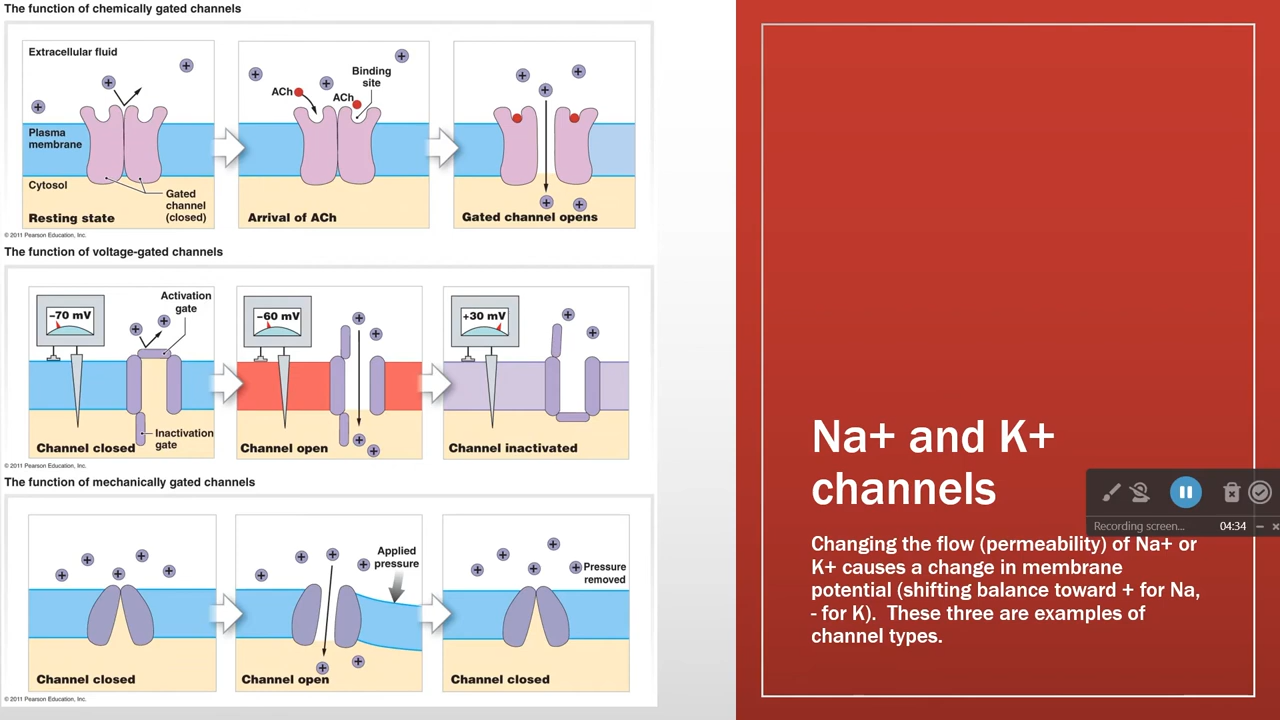 The function of chemically gated channels
Extracellular fluid
+
+
+
Plasma
membrane
Cytosol
Gated
channel
(closed)
Resting state
+
+
+
Binding
site
ACh
ACh
Arrival of ACh
+
+
+
+
+
Gated channel opens
© 2011 Pearson Education, Inc.
The function of voltage-gated channels
–70 mV
Activation
gate
+
+
Inactivation
gate
Channel closed
–60 mV
+
+
+
+
Channel open
+30 mV
+
+
Channel inactivated
© 2011 Pearson Education, Inc.
The function of mechanically gated channels
+
+
+
+
+
Channel closed
+
+
+
+
+
Applied
pressure
Channel open
+
+
+
+
+
Pressure
removed
Channel closed
© 2011 Pearson Education, Inc.
Na+ and K+
channels
Recording screen... 04:34
Changing the flow (permeability) of Na+ or
K+ causes a change in membrane
potential (shifting balance toward + for Na,
- for K). These three are examples of
channel types.